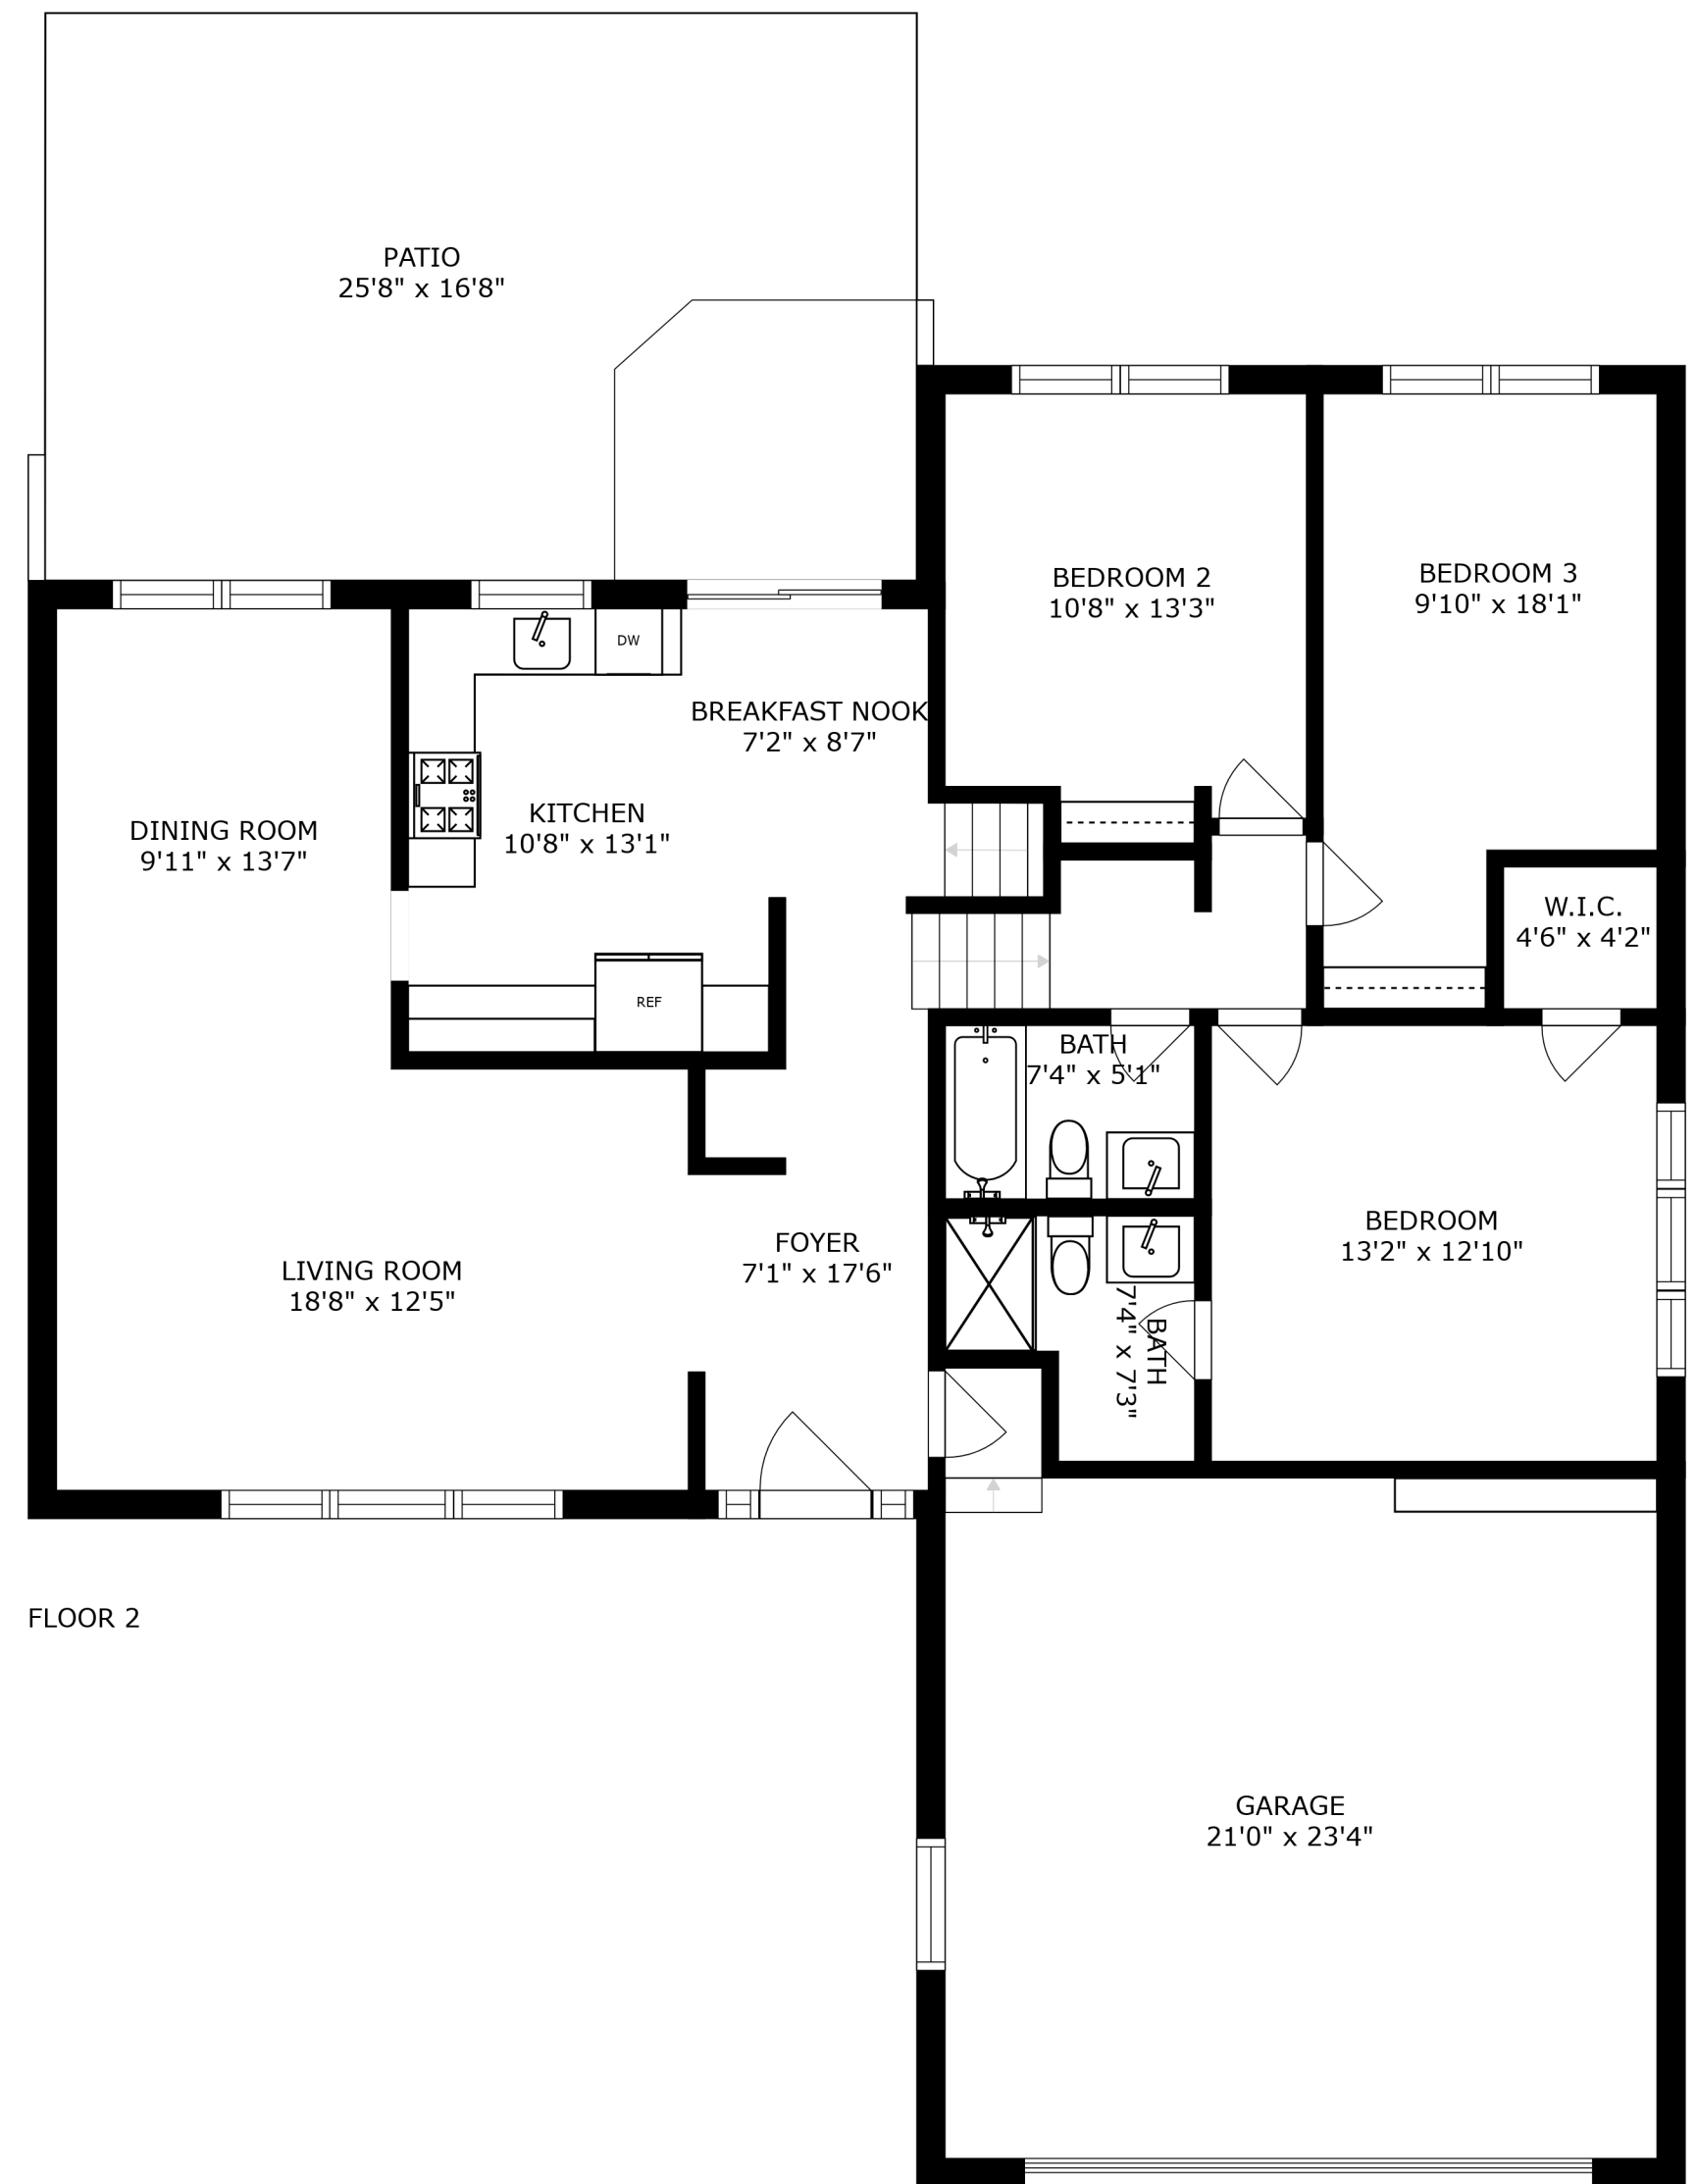 PATIO
25'8" x 16'8"
BEDROOM 2
10'8" x 13'3"
BEDROOM 3
9'10" x 18'1"
DW
BREAKFAST NOOK
7'2" x 8'7"
KITCHEN
10'8" x 13'1"
DINING ROOM
9'11" x 13'7"
W.I.C.
4'6" x 4'2"
REF
BATH
7'4" x 5'1"
BEDROOM
13'2" x 12'10"
FOYER
7'1" x 17'6"
LIVING ROOM
18'8" x 12'5"
BATH
7'4" x 7'3"
FLOOR 2
GARAGE
21'0" x 23'4"